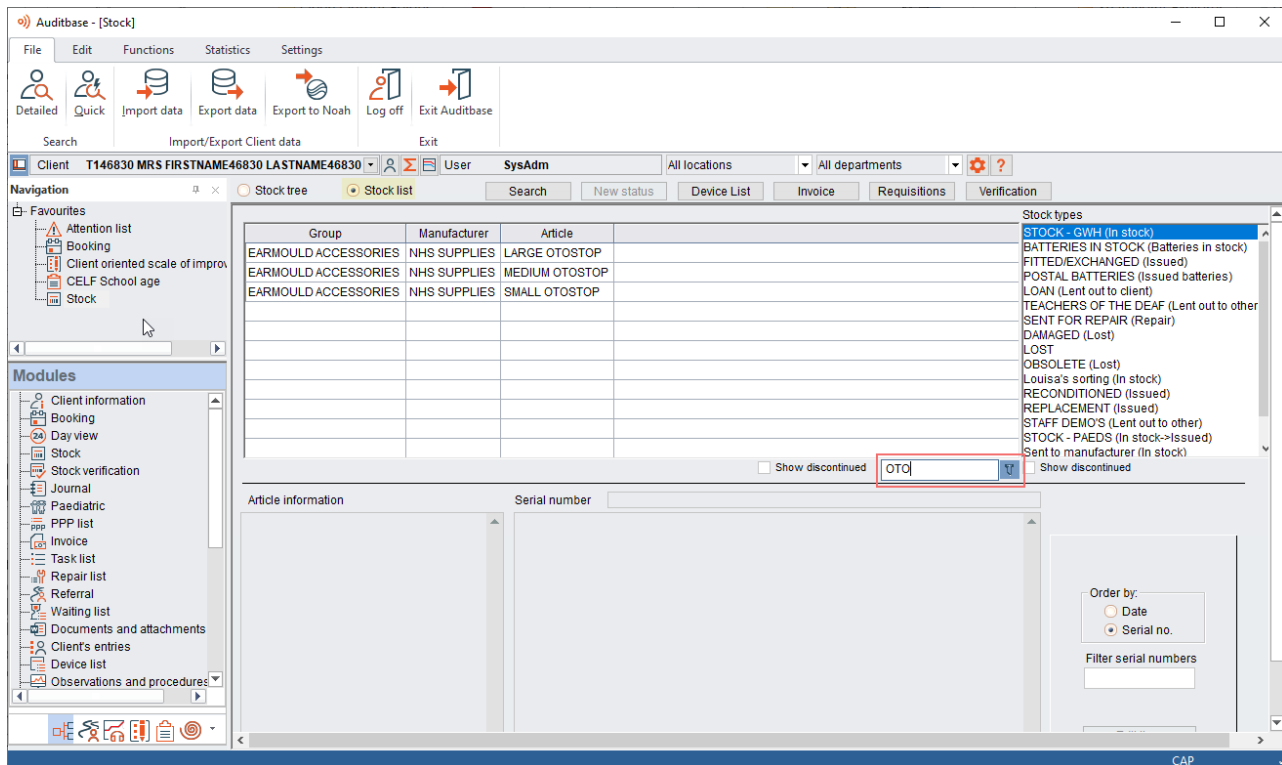 Auditbase - [Stock]
File Edit Functions Statistics Settings
Detailed Quick Import data Export data Export to Noah Log off Exit Auditbase
Search Import/Export Client data Exit
Client T146830 MRS FIRSTNAME46830 LASTNAME46830 User SysAdm All locations All departments ?
Navigation
Favourites
Attention list
Booking
Client oriented scale of improv
CELF School age
Stock
Modules
Client information
Booking
24 Day view
Stock
Stock verification
Journal
Paediatric
PPP PPP list
Invoice
Task list
Repair list
Referral
Waiting list
Documents and attachments
Client's entries
Device list
Observations and procedures
Stock tree Stock list Search New status Device List Invoice Requisitions Verification
Group Manufacturer Article
EARMOULD ACCESSORIES NHS SUPPLIES LARGE OTOSTOP
EARMOULD ACCESSORIES NHS SUPPLIES MEDIUM OTOSTOP
EARMOULD ACCESSORIES NHS SUPPLIES SMALL OTOSTOP
Stock types
STOCK - GWH (In stock)
BATTERIES IN STOCK (Batteries in stock)
FITTED/EXCHANGED (Issued)
POSTAL BATTERIES (Issued batteries)
LOAN (Lent out to client)
TEACHERS OF THE DEAF (Lent out to other
SENT FOR REPAIR (Repair)
DAMAGED (Lost)
LOST
OBSOLETE (Lost)
Louisa's sorting (In stock)
RECONDITIONED (Issued)
REPLACEMENT (Issued)
STAFF DEMO'S (Lent out to other)
STOCK - PAEDS (In stock->Issued)
Sent to manufacturer (In stock)
Show discontinued OTO Show discontinued
Article information Serial number
Order by:
Date
Serial no.
Filter serial numbers
CAP